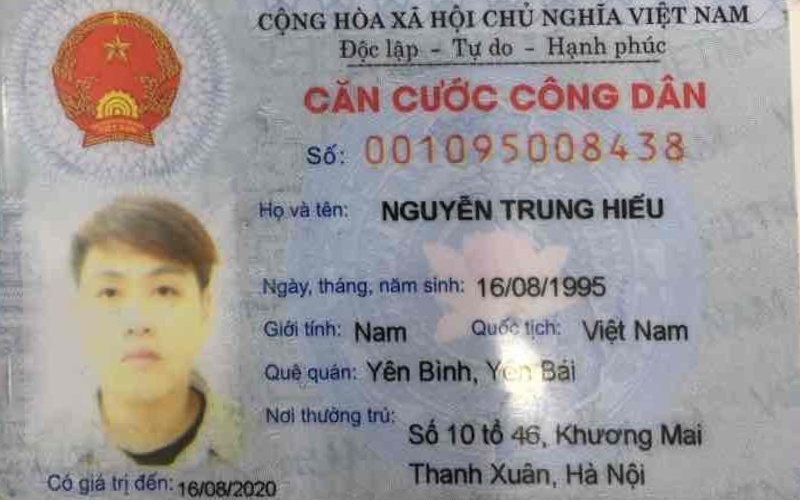 CỘNG HÒA XÃ HỘI CHỦ NGHĨA VIỆT NAM
Độc lập - Tự do - Hạnh phúc
CĂN CƯỚC CÔNG DÂN
Số: 001095008438
Họ và tên: NGUYỄN TRUNG HIẾU
Ngày, tháng, năm sinh: 16/08/1995
Giới tính: Nam Quốc tịch: Việt Nam
Quê quán: Yên Bình, Yên Bái
Nơi thường trú: Số 10 tổ 46, Khương Mai
Thanh Xuân, Hà Nội
Có giá trị đến: 16/08/2020